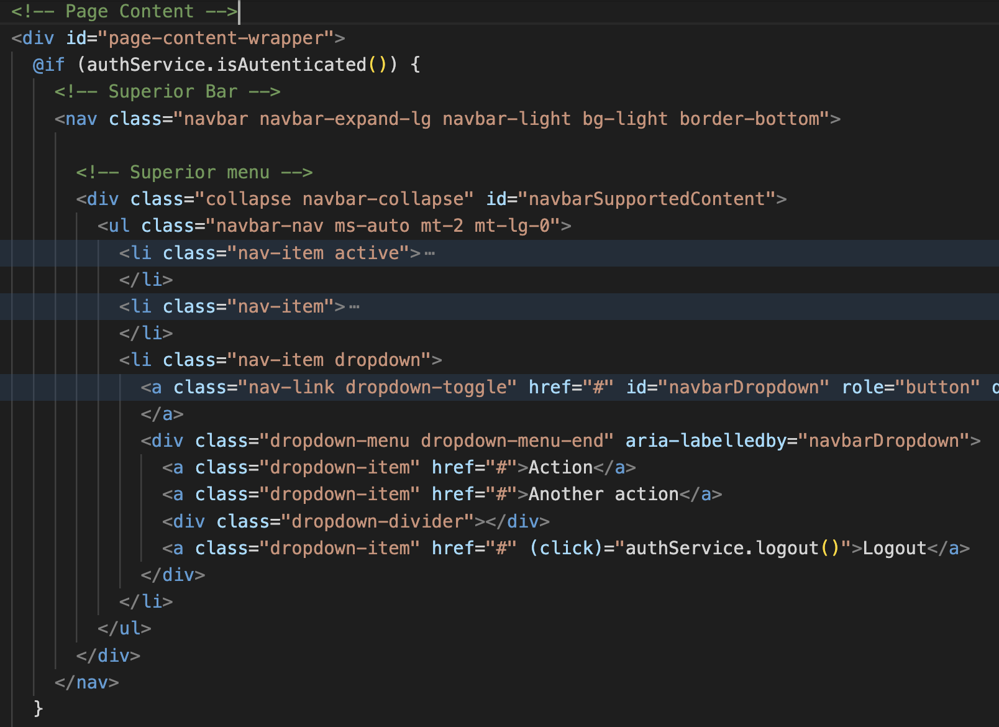 <!-- Page Content -->
<div id="page-content-wrapper">
@if (authService.isAutenticated()) {
<!-- Superior Bar -->
<nav class="navbar navbar-expand-lg navbar-light bg-light border-bottom">
<!-- Superior menu -->
<div class="collapse navbar-collapse" id="navbarSupportedContent">
<ul class="navbar-nav ms-auto mt-2 mt-lg-0">
<li class="nav-item active">⋯
</li>
<li class="nav-item">⋯
</li>
<li class="nav-item dropdown">
<a class="nav-link dropdown-toggle" href="#" id="navbarDropdown" role="button"
</a>
<div class="dropdown-menu dropdown-menu-end" aria-labelledby="navbarDropdown">
<a class="dropdown-item" href="#">Action</a>
<a class="dropdown-item" href="#">Another action</a>
<div class="dropdown-divider"></div>
<a class="dropdown-item" href="#" (click)="authService.logout()">Logout</a>
</div>
</li>
</ul>
</div>
</nav>
}